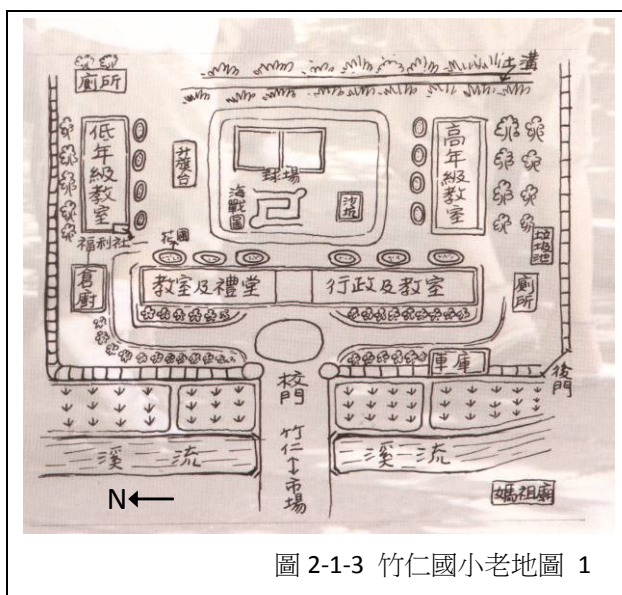 廁所
土溝
低年級教室
升旗台
球場
海戰圖
沙坑
高年級教室
福利社
花園
垃圾池
倉廚
教室及禮堂
行政及教室
廁所
車庫
後門
校門
竹仁市場
溪流
溪流
媽祖廟
N
圖 2-1-3 竹仁國小老地圖 1